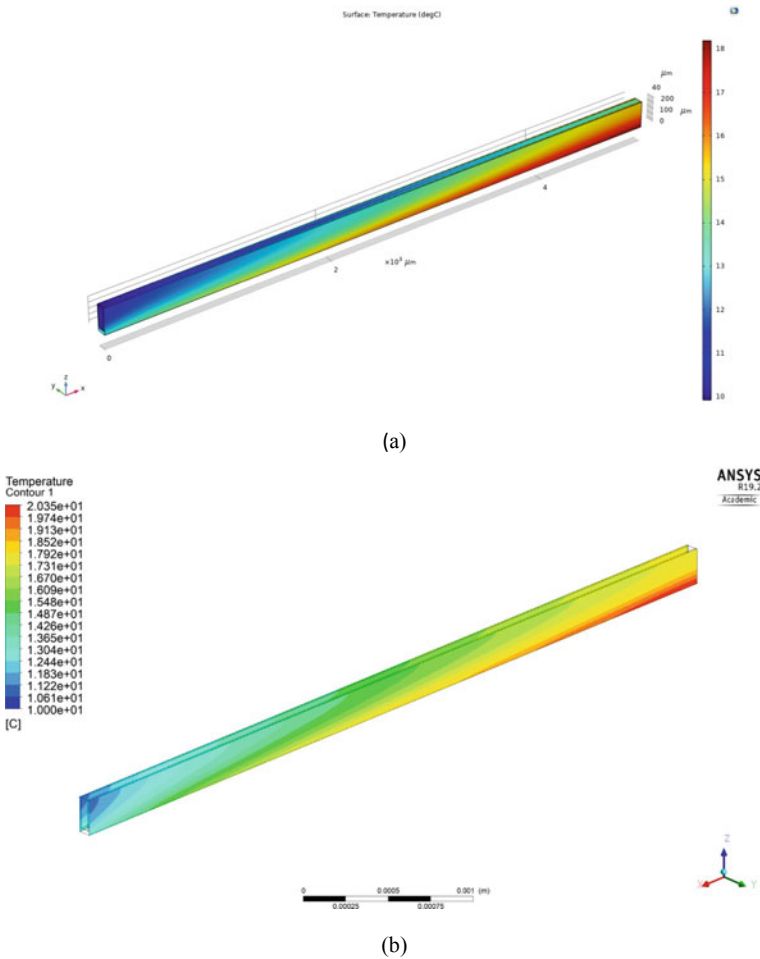 Surface: Temperature (degC)
μm
40
200
100
0
μm
4
2
×10³ μm
0
z
y
x
18
17
16
15
14
13
12
11
10
(a)
Temperature
Contour 1
2.035e+01
1.974e+01
1.913e+01
1.852e+01
1.792e+01
1.731e+01
1.670e+01
1.609e+01
1.548e+01
1.487e+01
1.426e+01
1.365e+01
1.304e+01
1.244e+01
1.183e+01
1.122e+01
1.061e+01
1.000e+01
[C]
ANSYS
R19.2
Academic
0 0.0005 0.001 (m)
0.00025 0.00075
Z
X
Y
(b)